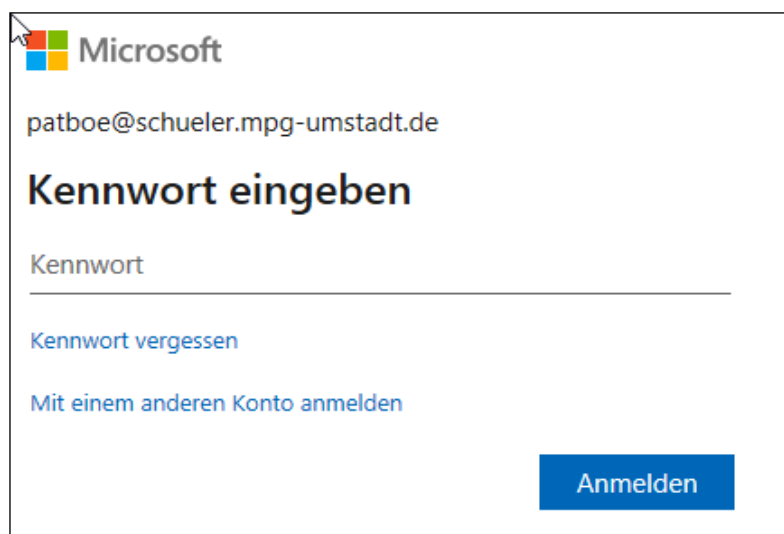 Microsoft
patboe@schueler.mpg-umstadt.de
Kennwort eingeben
Kennwort
Kennwort vergessen
Mit einem anderen Konto anmelden
Anmelden